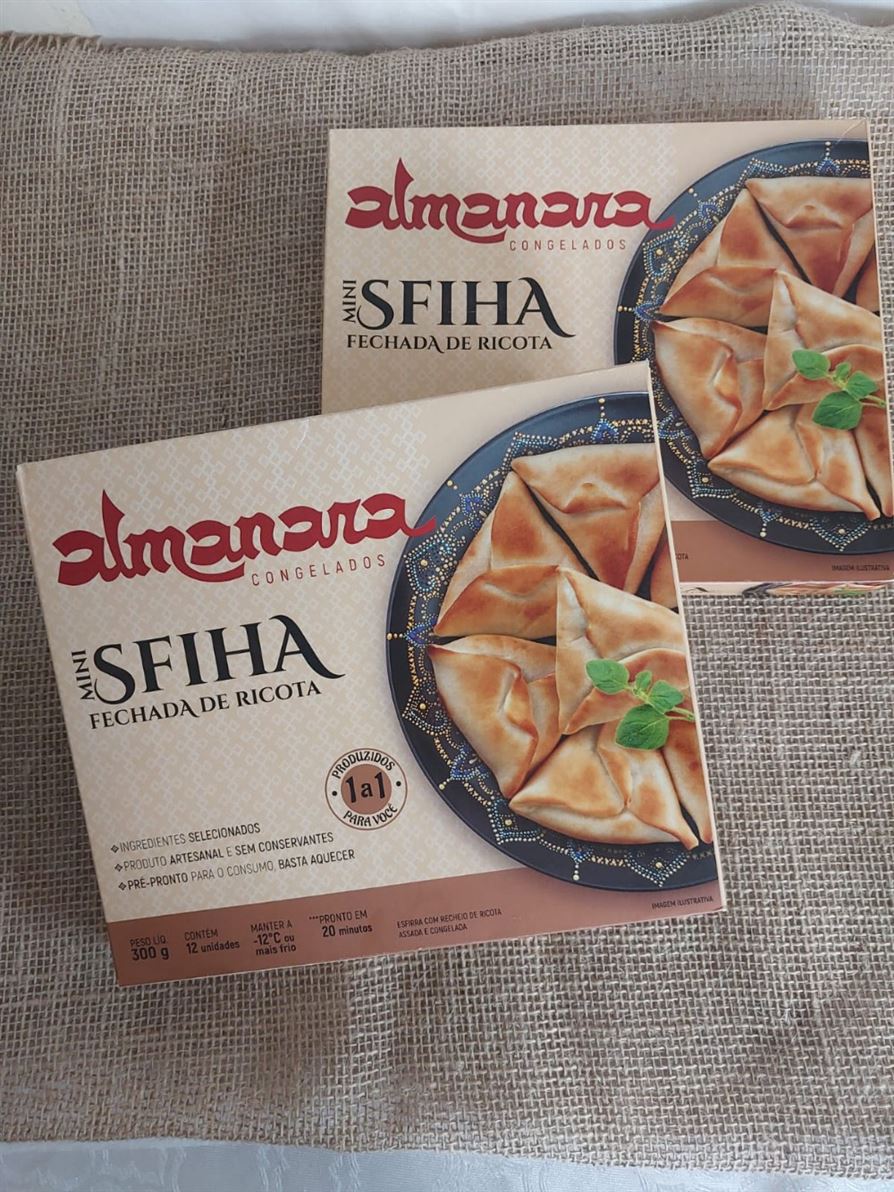 almanara
CONGELADOS
MINI
SFIHA
FECHADA DE RICOTA
OTA
IMAGEM ILUSTRATIVA
almanara
CONGELADOS
MINI
SFIHA
FECHADA DE RICOTA
PRODUZIDOS
1a1
PARA VOCÊ
INGREDIENTES SELECIONADOS
PRODUTO ARTESANAL E SEM CONSERVANTES
PRÉ-PRONTO PARA O CONSUMO, BASTA AQUECER
PESO LÍQ.
300 g
CONTÉM
12 unidades
MANTER A
-12°C ou
mais frio
***PRONTO EM
20 minutos
ESFIRRA COM RECHEIO DE RICOTA
ASSADA E CONGELADA
IMAGEM ILUSTRATIVA